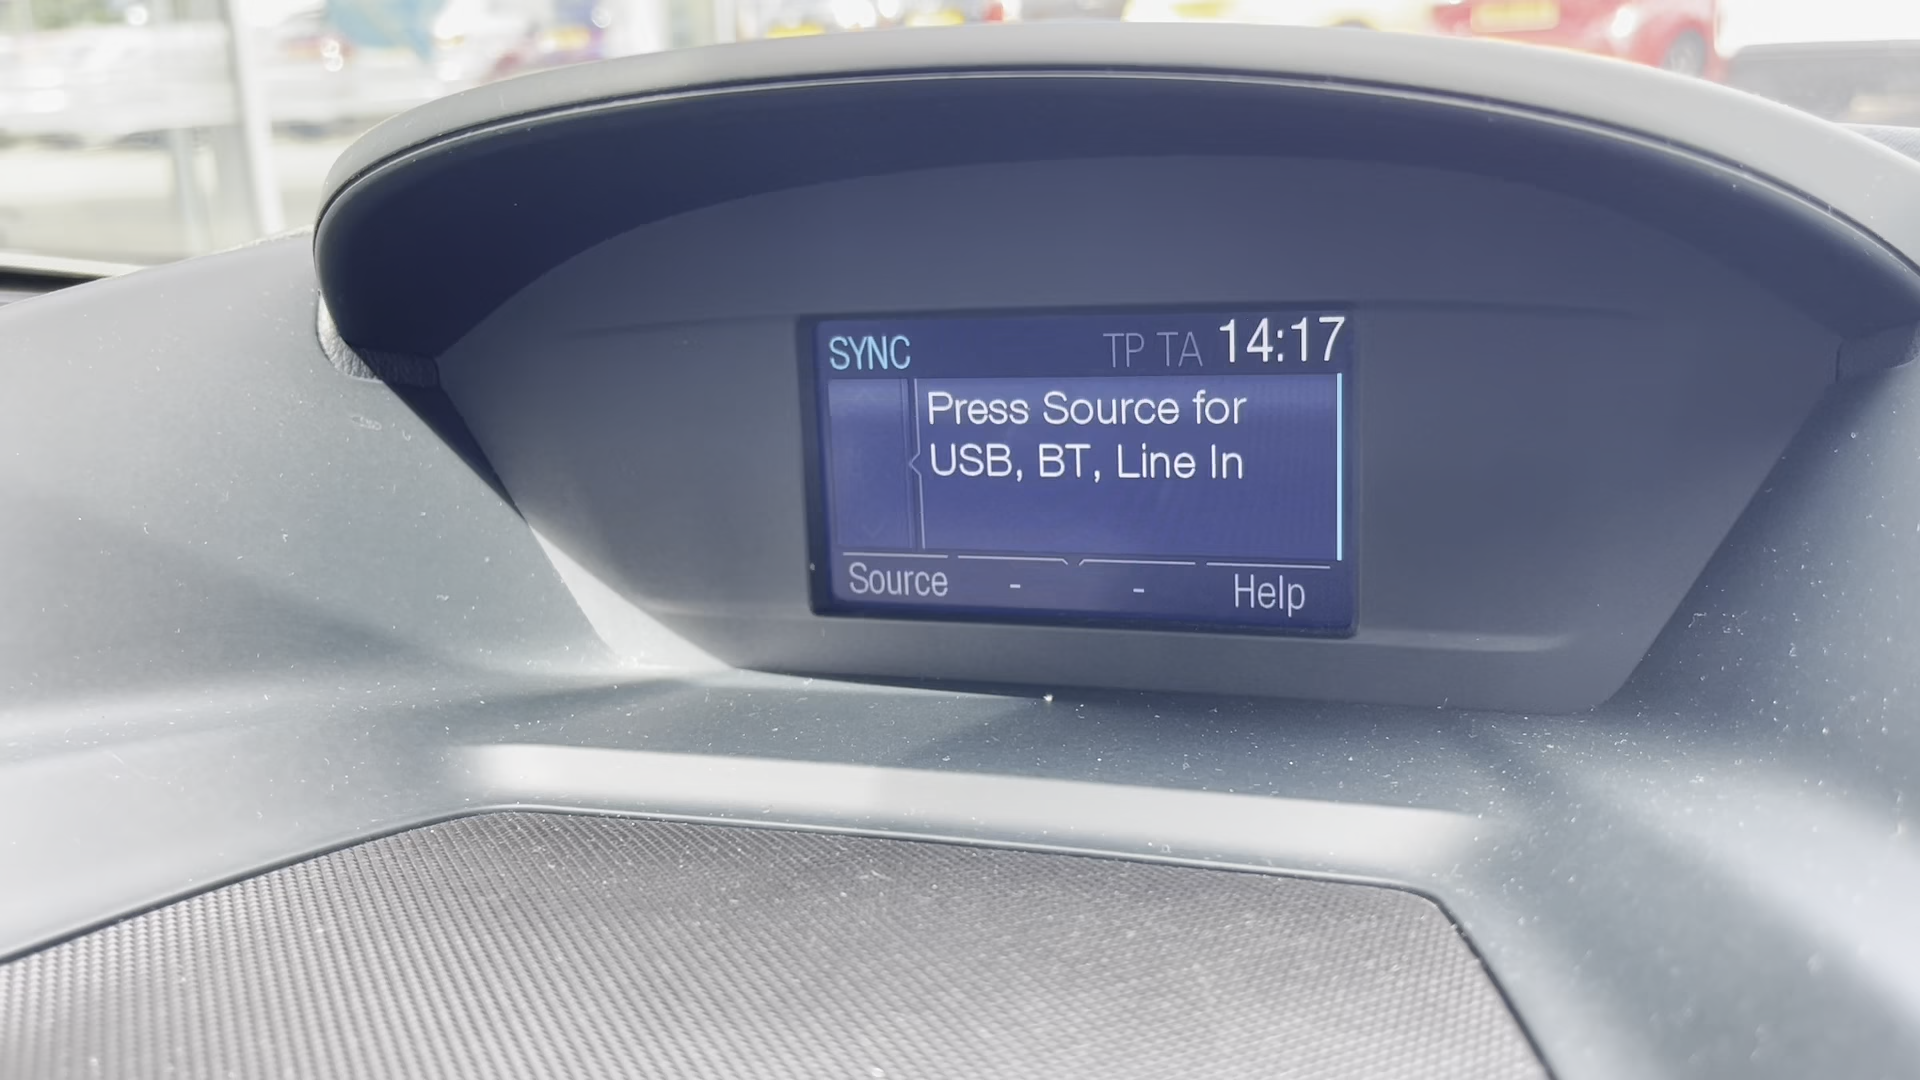 SYNC TP TA 14:17
Press Source for
USB, BT, Line In
Source - - Help